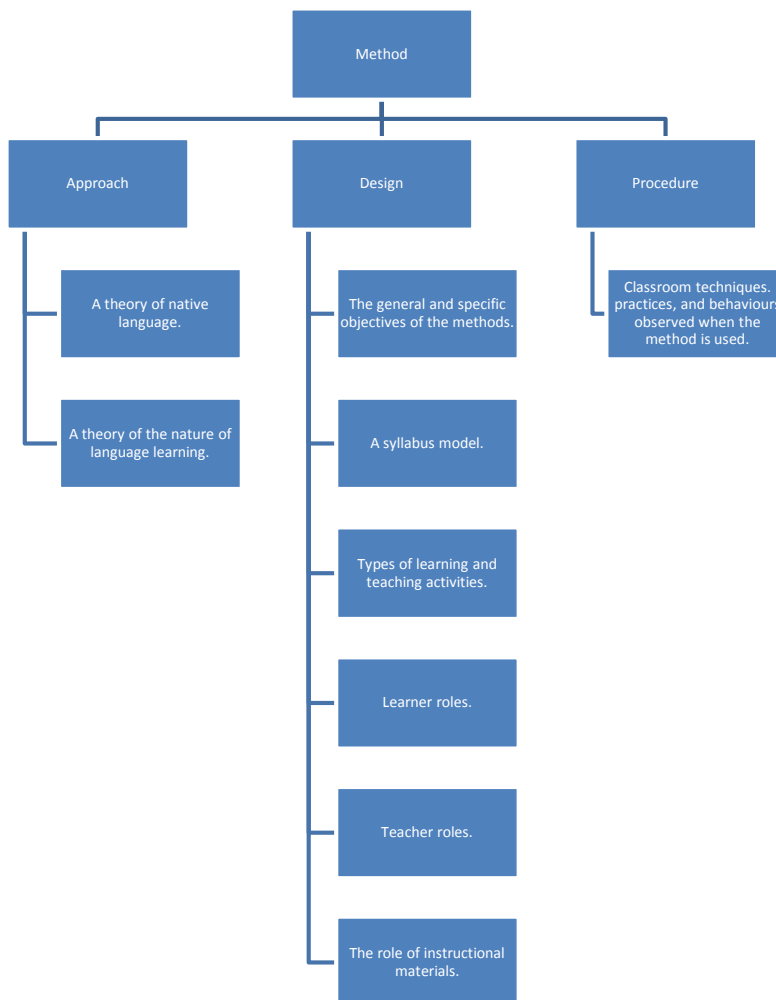 Method
Approach
Design
Procedure
A theory of native
language.
A theory of the nature of
language learning.
The general and specific
objectives of the methods.
A syllabus model.
Types of learning and
teaching activities.
Learner roles.
Teacher roles.
The role of instructional
materials.
Classroom techniques.
practices, and behaviours
observed when the
method is used.